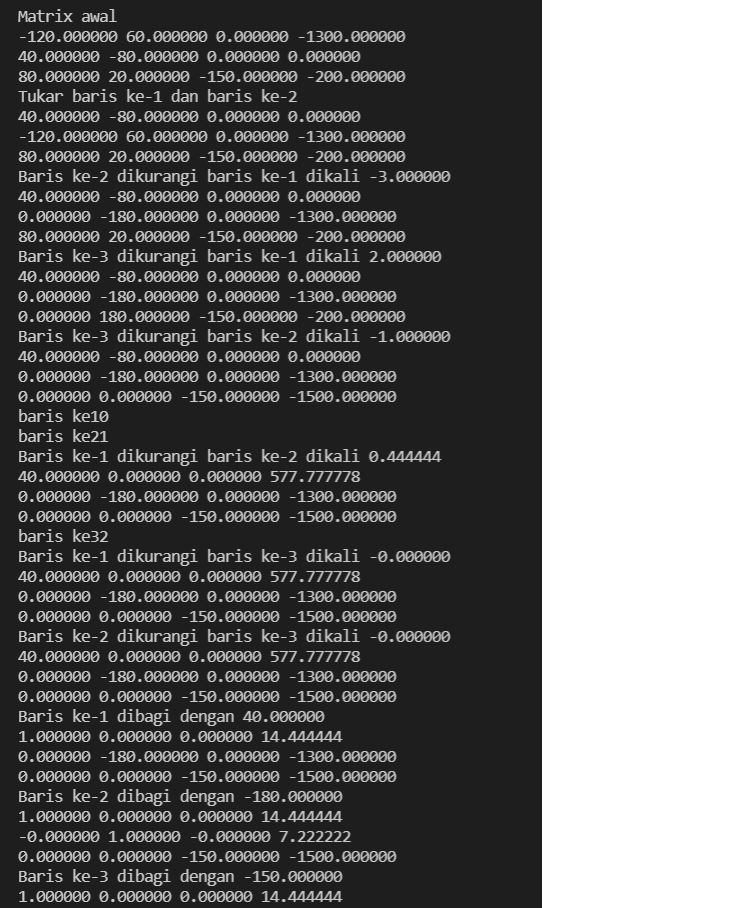 Matrix awal
-120.000000 60.000000 0.000000 -1300.000000
40.000000 -80.000000 0.000000 0.000000
80.000000 20.000000 -150.000000 -200.000000
Tukar baris ke-1 dan baris ke-2
40.000000 -80.000000 0.000000 0.000000
-120.000000 60.000000 0.000000 -1300.000000
80.000000 20.000000 -150.000000 -200.000000
Baris ke-2 dikurangi baris ke-1 dikali -3.000000
40.000000 -80.000000 0.000000 0.000000
0.000000 -180.000000 0.000000 -1300.000000
80.000000 20.000000 -150.000000 -200.000000
Baris ke-3 dikurangi baris ke-1 dikali 2.000000
40.000000 -80.000000 0.000000 0.000000
0.000000 -180.000000 0.000000 -1300.000000
0.000000 180.000000 -150.000000 -200.000000
Baris ke-3 dikurangi baris ke-2 dikali -1.000000
40.000000 -80.000000 0.000000 0.000000
0.000000 -180.000000 0.000000 -1300.000000
0.000000 0.000000 -150.000000 -1500.000000
baris ke10
baris ke21
Baris ke-1 dikurangi baris ke-2 dikali 0.444444
40.000000 0.000000 0.000000 577.777778
0.000000 -180.000000 0.000000 -1300.000000
0.000000 0.000000 -150.000000 -1500.000000
baris ke32
Baris ke-1 dikurangi baris ke-3 dikali -0.000000
40.000000 0.000000 0.000000 577.777778
0.000000 -180.000000 0.000000 -1300.000000
0.000000 0.000000 -150.000000 -1500.000000
Baris ke-2 dikurangi baris ke-3 dikali -0.000000
40.000000 0.000000 0.000000 577.777778
0.000000 -180.000000 0.000000 -1300.000000
0.000000 0.000000 -150.000000 -1500.000000
Baris ke-1 dibagi dengan 40.000000
1.000000 0.000000 0.000000 14.444444
0.000000 -180.000000 0.000000 -1300.000000
0.000000 0.000000 -150.000000 -1500.000000
Baris ke-2 dibagi dengan -180.000000
1.000000 0.000000 0.000000 14.444444
-0.000000 1.000000 -0.000000 7.222222
0.000000 0.000000 -150.000000 -1500.000000
Baris ke-3 dibagi dengan -150.000000
1.000000 0.000000 0.000000 14.444444